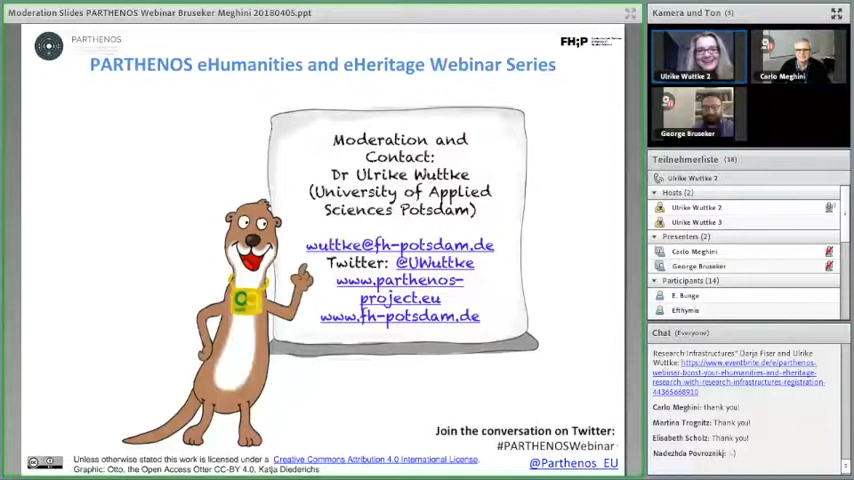 Moderation Slides PARTHENOS Webinar Bruseker Meghini 20180405.ppt
PARTHENOS
FH;P
PARTHENOS eHumanities and eHeritage Webinar Series
Moderation and
Contact:
Dr Ulrike Wuttke
(University of Applied
Sciences Potsdam)
wuttke@fh-potsdam.de
Twitter: @UWuttke
www.parthenos-
project.eu
www.fh-potsdam.de
Join the conversation on Twitter:
#PARTHENOSWebinar
@Parthenos_EU
Unless otherwise stated this work is licensed under a Creative Commons Attribution 4.0 International License.
Graphic: Otto, the Open Access Otter CC-BY 4.0, Katja Diederichs
Kamera und Ton (3)
Ulrike Wuttke 2
Carlo Meghini
George Bruseker
Teilnehmerliste (18)
Ulrike Wuttke 2
Hosts (2)
Ulrike Wuttke 2
Ulrike Wuttke 3
Presenters (2)
Carlo Meghini
George Bruseker
Participants (14)
E. Bunge
Efthymia
Chat (Everyone)
Research Infrastructures" Darja Fiser and Ulrike
Wuttke: https://www.eventbrite.de/e/parthenos-
webinar-boost-your-ehumanities-and-eheritage-
research-with-research-infrastructures-registration-
44365668910
Carlo Meghini: thank you!
Martina Trognitz: Thank you!
Elisabeth Scholz: Thank you!
Nadezhda Povroznik: :-)